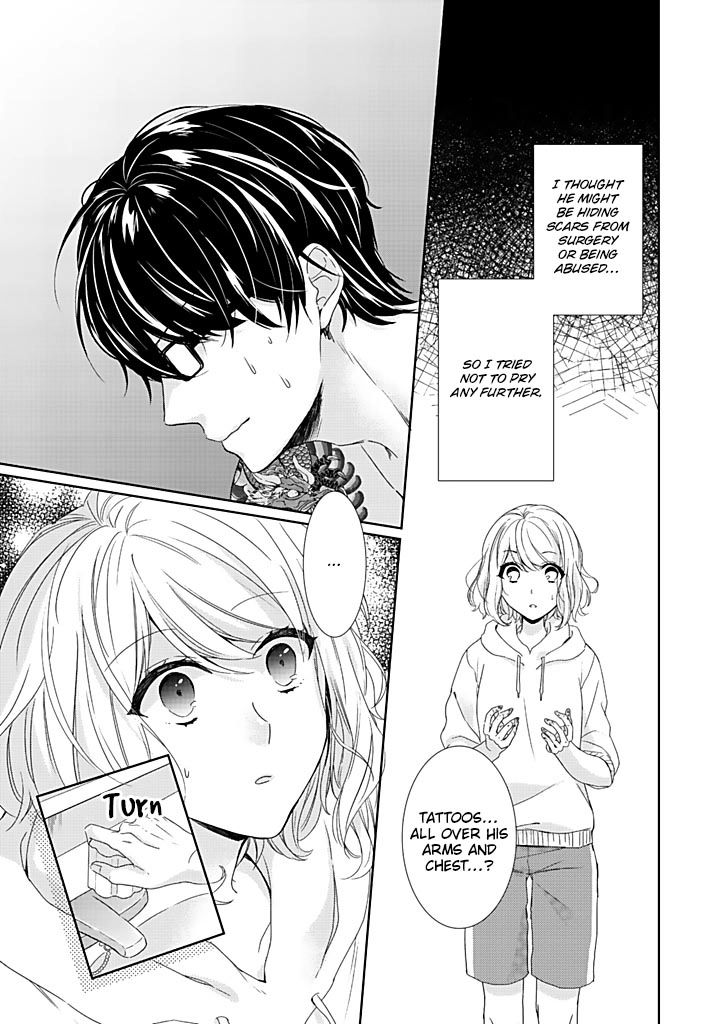 I THOUGHT
HE MIGHT
BE HIDING
SCARS FROM
SURGERY
OR BEING
ABUSED...
SO I TRIED
NOT TO PRY
ANY FURTHER.
TATTOOS...
ALL OVER HIS
ARMS AND
CHEST...?
...
Turn